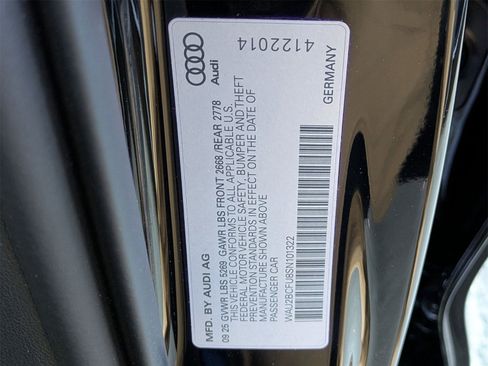 Audi
4122014
MFD. BY AUDI AG
09 25 GVWR LBS 5269 GAWR LBS FRONT 2668 /REAR 2778
THIS VEHICLE CONFORMS TO ALL APPLICABLE U.S.
FEDERAL MOTOR VEHICLE SAFETY, BUMPER AND THEFT
PREVENTION STANDARDS IN EFFECT ON THE DATE OF
MANUFACTURE SHOWN ABOVE
PASSENGER CAR
WAU2BCFU8SN101322
GERMANY